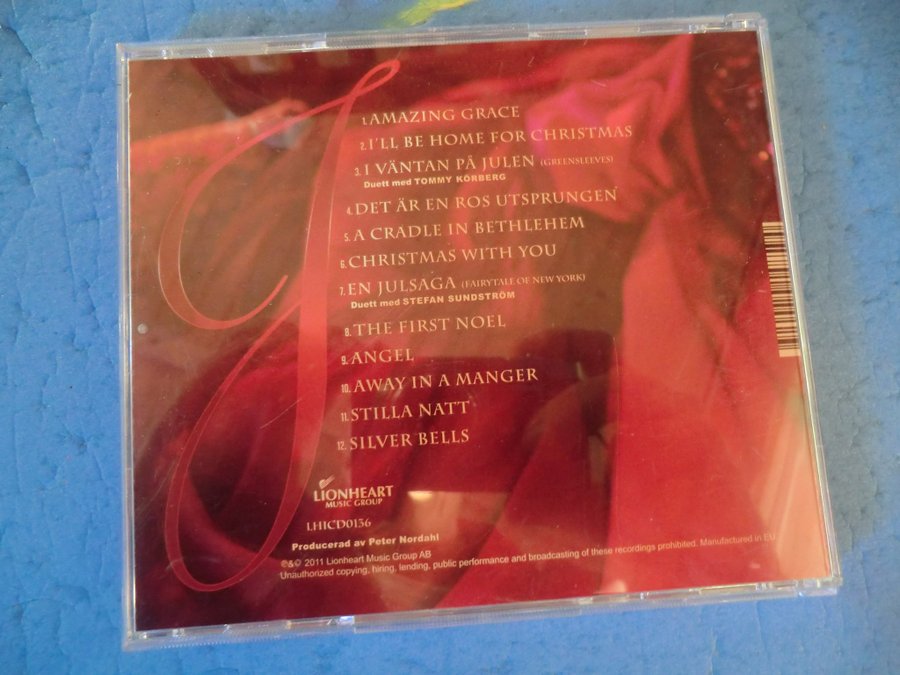 1. AMAZING GRACE
2. I'LL BE HOME FOR CHRISTMAS
3. I VÄNTAN PÅ JULEN (GREENSLEEVES)
Duett med TOMMY KÖRBERG
4. DET ÄR EN ROS UTSPRUNGEN
5. A CRADLE IN BETHLEHEM
6. CHRISTMAS WITH YOU
7. EN JULSAGA (FAIRYTALE OF NEW YORK)
Duett med STEFAN SUNDSTRÖM
8. THE FIRST NOEL
9. ANGEL
10. AWAY IN A MANGER
11. STILLA NATT
12. SILVER BELLS
LIONHEART
MUSIC GROUP
LHICD0136
Producerad av Peter Nordahl
℗&© 2011 Lionheart Music Group AB
Unauthorized copying, hiring, lending, public performance and broadcasting of these recordings prohibited. Manufactured in EU.